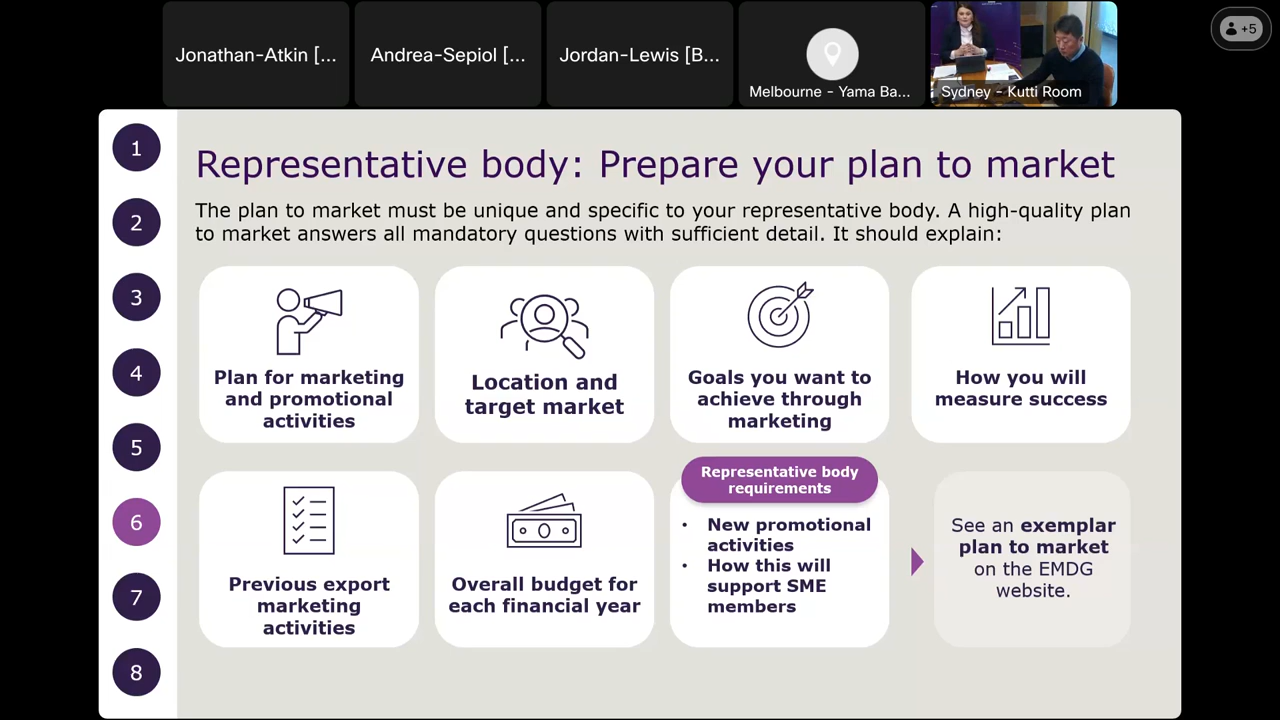 Jonathan-Atkin [...
Andrea-Sepiol [...
Jordan-Lewis [B...
Melbourne - Yama Ba...
Sydney - Kutti Room
+5
1
2
3
4
5
6
7
8
Representative body: Prepare your plan to market
The plan to market must be unique and specific to your representative body. A high-quality plan
to market answers all mandatory questions with sufficient detail. It should explain:
Plan for marketing
and promotional
activities
Location and
target market
Goals you want to
achieve through
marketing
How you will
measure success
Previous export
marketing
activities
Overall budget for
each financial year
Representative body
requirements
• New promotional
activities
• How this will
support SME
members
See an exemplar
plan to market
on the EMDG
website.